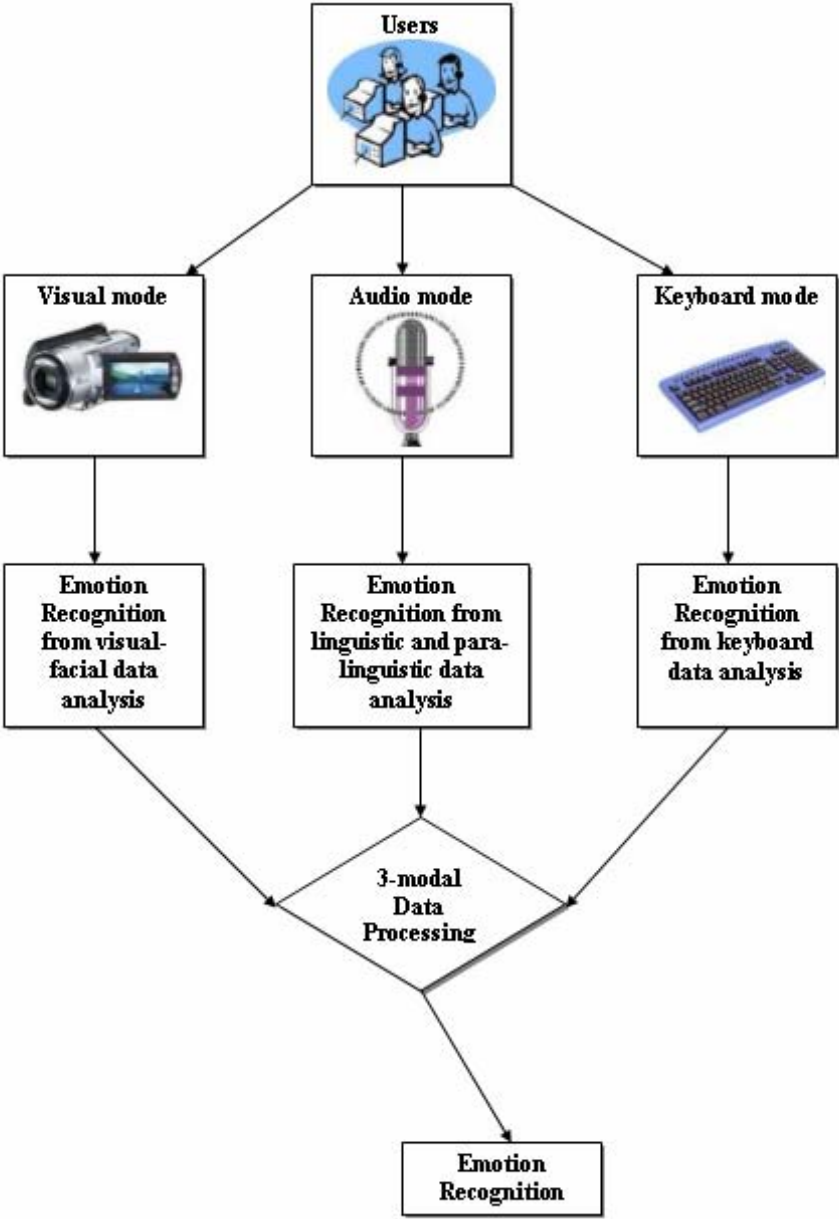 Users
Visual mode
Audio mode
Keyboard mode
Emotion
Recognition
from visual-
facial data
analysis
Emotion
Recognition from
linguistic and para-
linguistic data
analysis
Emotion
Recognition
from keyboard
data analysis
3-modal
Data
Processing
Emotion
Recognition